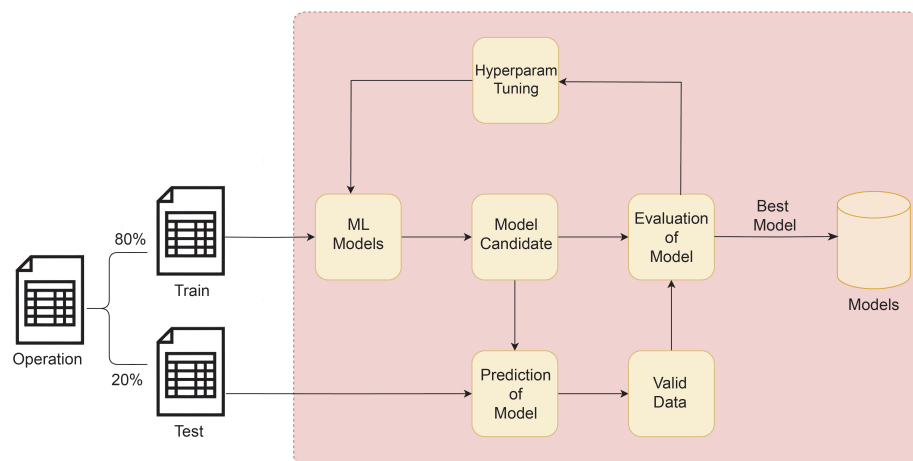 Hyperparam
Tuning
80%
ML
Models
Model
Candidate
Evaluation
of
Model
Best
Model
Train
Models
Operation
20%
Prediction
of
Model
Valid
Data
Test